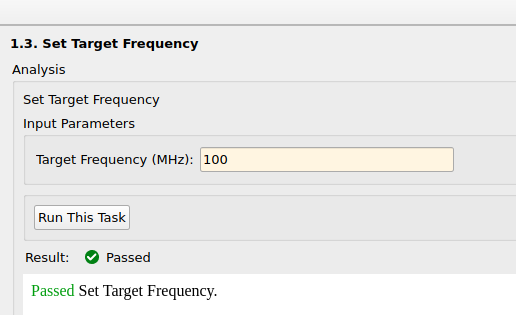 1.3. Set Target Frequency
Analysis
Set Target Frequency
Input Parameters
Target Frequency (MHz): 100
Run This Task
Result: Passed
Passed Set Target Frequency.